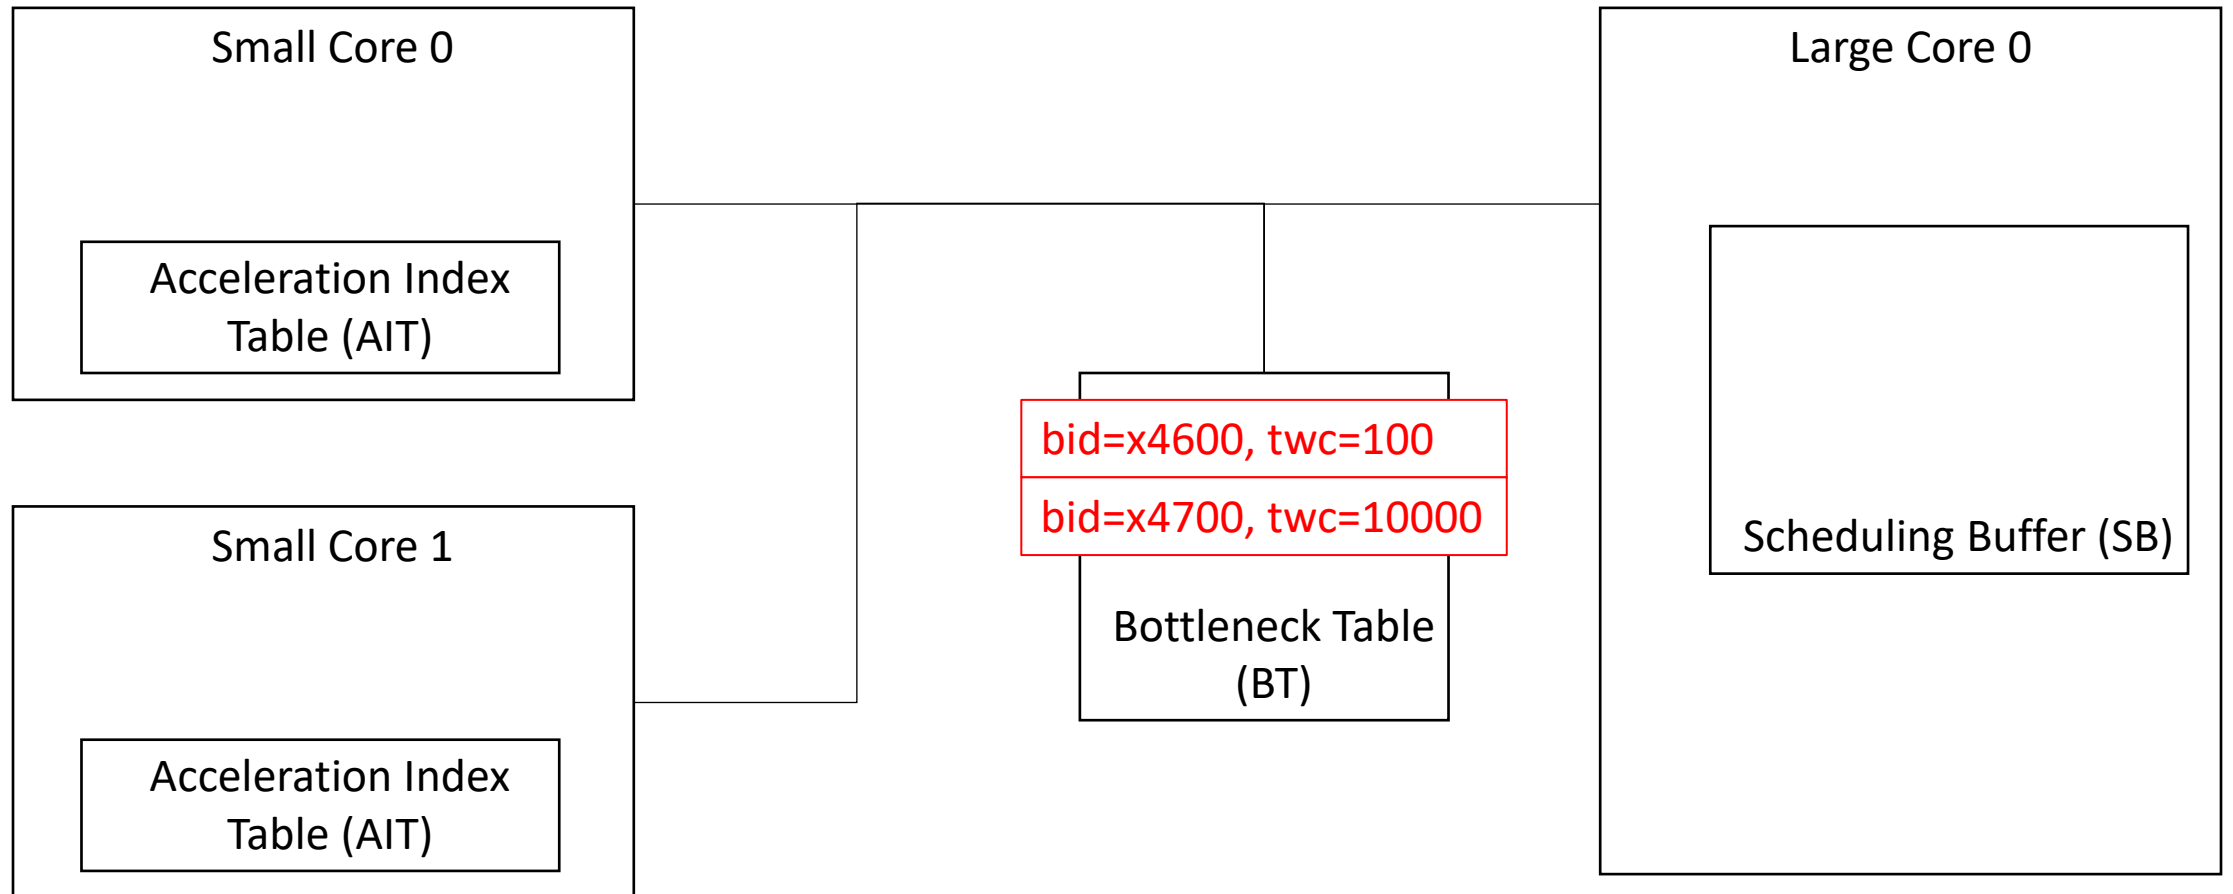 Small Core 0
Acceleration Index
Table (AIT)
Small Core 1
Acceleration Index
Table (AIT)
bid=x4600, twc=100
bid=x4700, twc=10000
Bottleneck Table
(BT)
Large Core 0
Scheduling Buffer (SB)